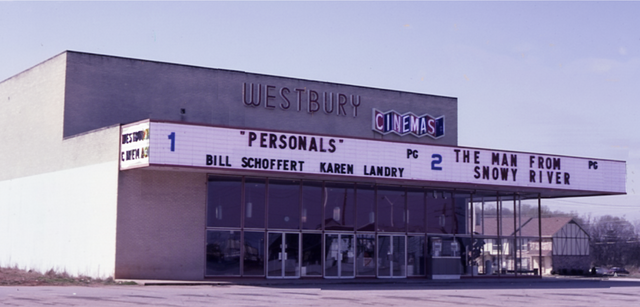 WESTBURY
CINEMAS
WESTBURY
CINEMAS
1
"PERSONALS" PG
BILL SCHOFFERT KAREN LANDRY
2
THE MAN FROM PG
SNOWY RIVER